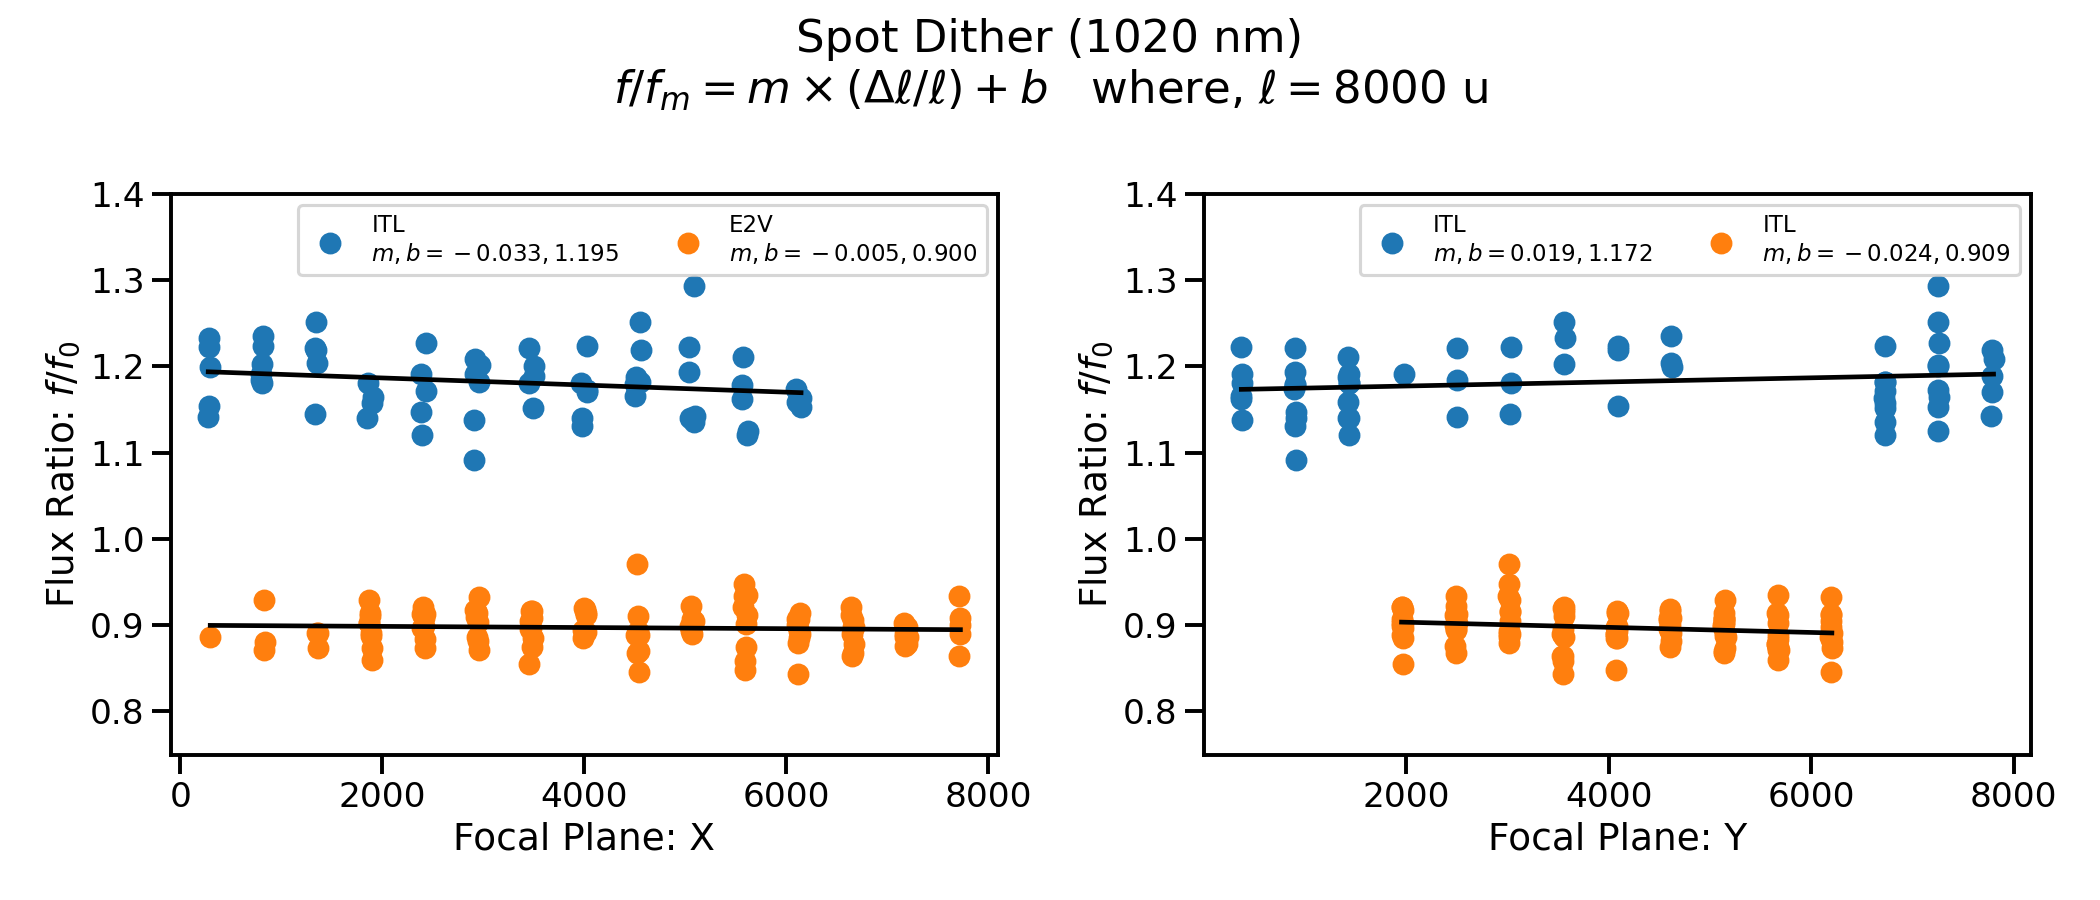 Spot Dither (1020 nm)
f/fₘ = m × (Δℓ/ℓ) + b where, ℓ = 8000 u
1.4
1.3
1.2
1.1
1.0
0.9
0.8
Flux Ratio: f/f₀
ITL
m, b = −0.033, 1.195
E2V
m, b = −0.005, 0.900
0 2000 4000 6000 8000
Focal Plane: X
1.4
1.3
1.2
1.1
1.0
0.9
0.8
Flux Ratio: f/f₀
ITL
m, b = 0.019, 1.172
ITL
m, b = −0.024, 0.909
2000 4000 6000 8000
Focal Plane: Y